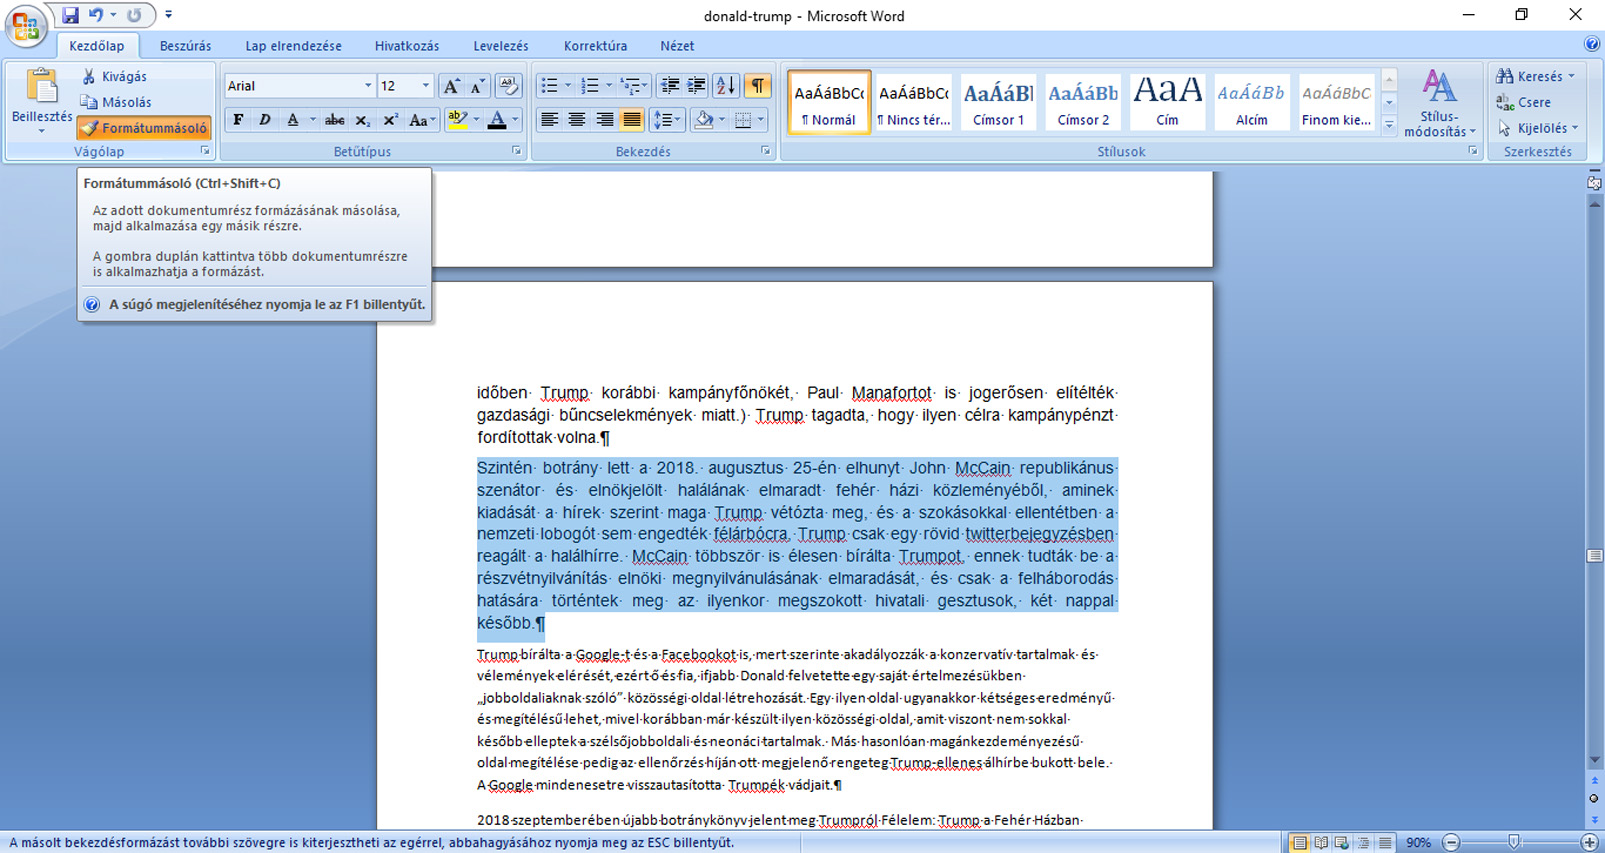 donald-trump - Microsoft Word
Kezdőlap Beszúrás Lap elrendezése Hivatkozás Levelezés Korrektúra Nézet
Beillesztés
Kivágás
Másolás
Formátummásoló
Vágólap
Arial 12
F D A abc x₂ x² Aa
Betűtípus
Bekezdés
AaÁáBbCc AaÁáBbCc AaÁáBl AaÁáBb AaA AaÁáBb AaÁáBbCc
¶ Normál ¶ Nincs tér... Címsor 1 Címsor 2 Cím Alcím Finom kie...
Stílus-
módosítás
Stílusok
Keresés
Csere
Kijelölés
Szerkesztés
Formátummásoló (Ctrl+Shift+C)
Az adott dokumentumrész formázásának másolása,
majd alkalmazása egy másik részre.
A gombra duplán kattintva több dokumentumrészre
is alkalmazhatja a formázást.
A súgó megjelenítéséhez nyomja le az F1 billentyűt.
időben Trump korábbi kampányfőnökét, Paul Manafortot is jogerősen elítélték
gazdasági bűncselekmények miatt.) Trump tagadta, hogy ilyen célra kampánypénzt
fordítottak volna.¶
Szintén botrány lett a 2018. augusztus 25-én elhunyt John McCain republikánus
szenátor és elnökjelölt halálának elmaradt fehér házi közleményéből, aminek
kiadását a hírek szerint maga Trump vétózta meg, és a szokásokkal ellentétben a
nemzeti lobogót sem engedték félárbócra. Trump csak egy rövid twitterbejegyzésben
reagált a halálhírre. McCain többször is élesen bírálta Trumpot, ennek tudták be a
részvétnyilvánítás elnöki megnyilvánulásának elmaradását, és csak a felháborodás
hatására történtek meg az ilyenkor megszokott hivatali gesztusok, két nappal
később.¶
Trump bírálta a Google-t és a Facebookot is, mert szerinte akadályozzák a konzervatív tartalmak és
vélemények elérését, ezért ő és fia, ifjabb Donald felvetette egy saját értelmezésükben
„jobboldaliaknak szóló” közösségi oldal létrehozását. Egy ilyen oldal ugyanakkor kétséges eredményű
és megítélésű lehet, mivel korábban már készült ilyen közösségi oldal, amit viszont nem sokkal
később elleptek a szélsőjobboldali és neonáci tartalmak. Más hasonlóan magánkezdeményezésű
oldal megítélése pedig az ellenőrzés híján ott megjelenő rengeteg Trump-ellenes álhírbe bukott bele.
A Google mindenesetre visszautasította Trumpék vádjait.¶
2018 szeptemberében újabb botránykönyv jelent meg Trumpról Félelem: Trump a Fehér Házban
A másolt bekezdésformázást további szövegre is kiterjesztheti az egérrel, abbahagyásához nyomja meg az ESC billentyűt.
90%